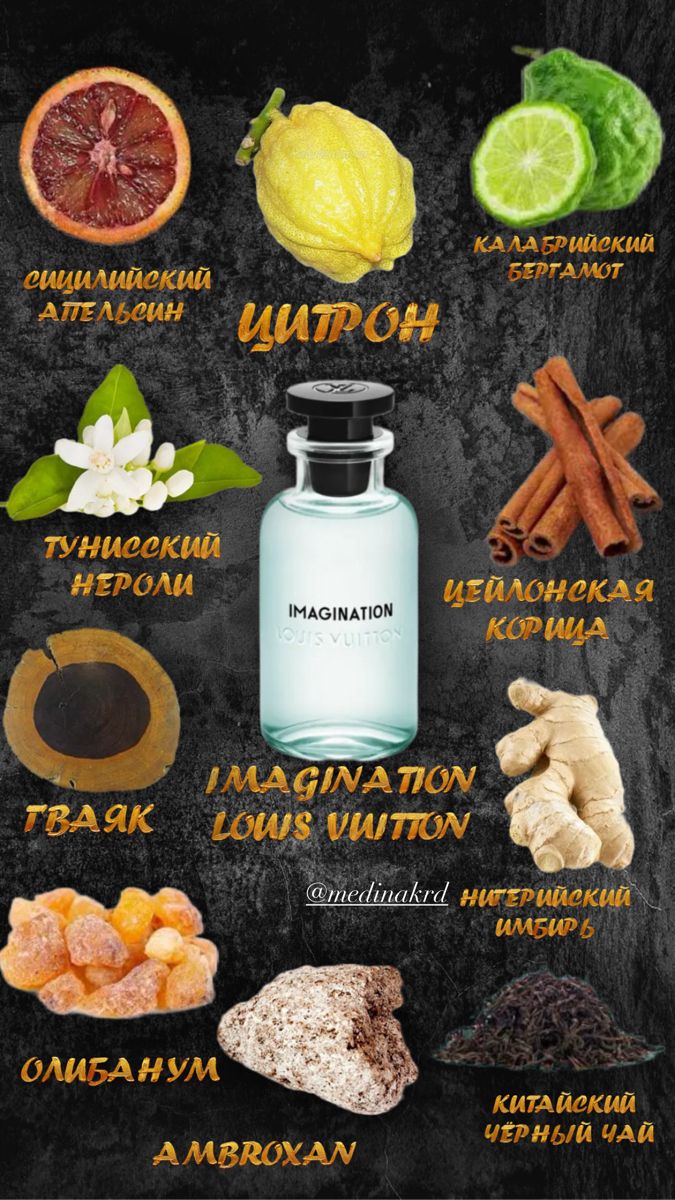 СИЦИЛИЙСКИЙ
АПЕЛЬСИН
ЦИТРОН
КАЛАБРИЙСКИЙ
БЕРГАМОТ
ТУНИССКИЙ
НЕРОЛИ
IMAGINATION
LOUIS VUITTON
ЦЕЙЛОНСКАЯ
КОРИЦА
ГВАЯК
IMAGINATION
LOUIS VUITTON
@medinakrd
НИГЕРИЙСКИЙ
ИМБИРЬ
ОЛИБАНУМ
AMBROXAN
КИТАЙСКИЙ
ЧЁРНЫЙ ЧАЙ